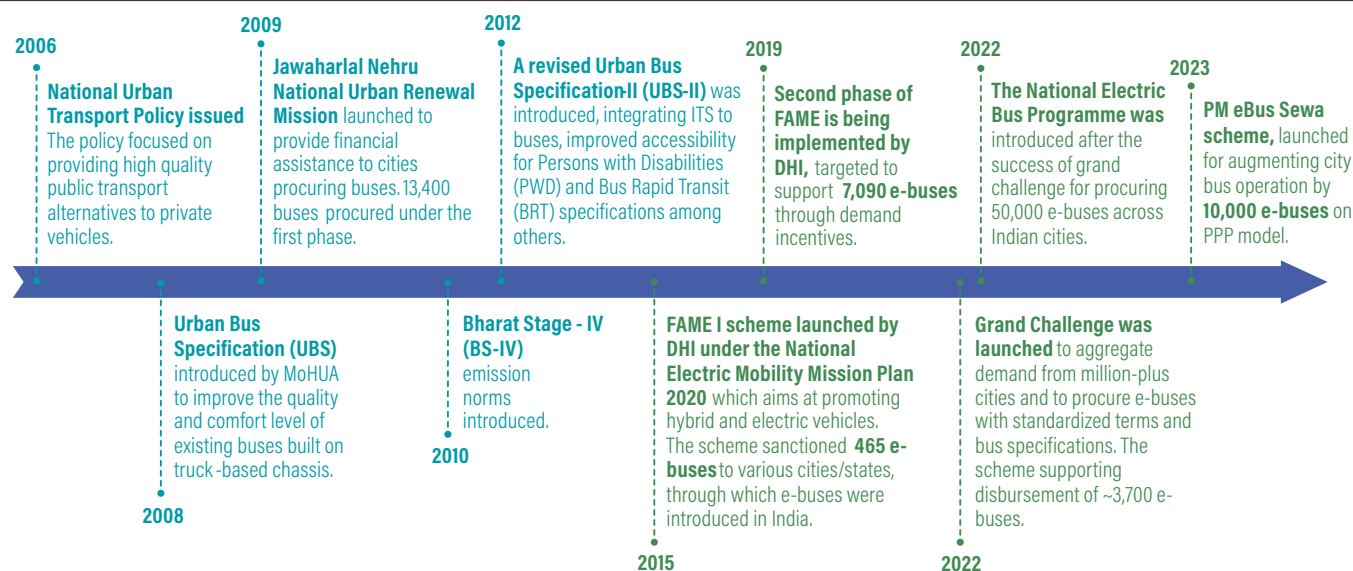 2006
National Urban
Transport Policy issued
The policy focused on
providing high quality
public transport
alternatives to private
vehicles.
2009
Jawaharlal Nehru
National Urban Renewal
Mission launched to
provide financial
assistance to cities
procuring buses. 13,400
buses procured under the
first phase.
2012
A revised Urban Bus
Specification-II (UBS-II) was
introduced, integrating ITS to
buses, improved accessibility
for Persons with Disabilities
(PWD) and Bus Rapid Transit
(BRT) specifications among
others.
2019
Second phase of
FAME is being
implemented by
DHI, targeted to
support 7,090 e-buses
through demand
incentives.
2022
The National Electric
Bus Programme was
introduced after the
success of grand
challenge for procuring
50,000 e-buses across
Indian cities.
2023
PM eBus Sewa
scheme, launched
for augmenting city
bus operation by
10,000 e-buses on
PPP model.
Urban Bus
Specification (UBS)
introduced by MoHUA
to improve the quality
and comfort level of
existing buses built on
truck -based chassis.
2008
Bharat Stage - IV
(BS-IV)
emission
norms
introduced.
2010
FAME I scheme launched by
DHI under the National
Electric Mobility Mission Plan
2020 which aims at promoting
hybrid and electric vehicles.
The scheme sanctioned 465 e-
buses to various cities/states,
through which e-buses were
introduced in India.
2015
Grand Challenge was
launched to aggregate
demand from million-plus
cities and to procure e-buses
with standardized terms and
bus specifications. The
scheme supporting
disbursement of ~3,700 e-
buses.
2022